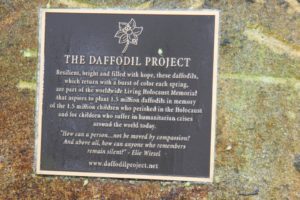 THE DAFFODIL PROJECT
Resilient, bright and filled with hope, these daffodils,
which return with a burst of color each spring,
are part of the worldwide Living Holocaust Memorial
that aspires to plant 1.5 million daffodils in memory
of the 1.5 million children who perished in the Holocaust
and for children who suffer in humanitarian crises
around the world today.
"How can a person....not be moved by compassion?
And above all, how can anyone who remembers
remain silent?" - Elie Wiesel
www.daffodilproject.net